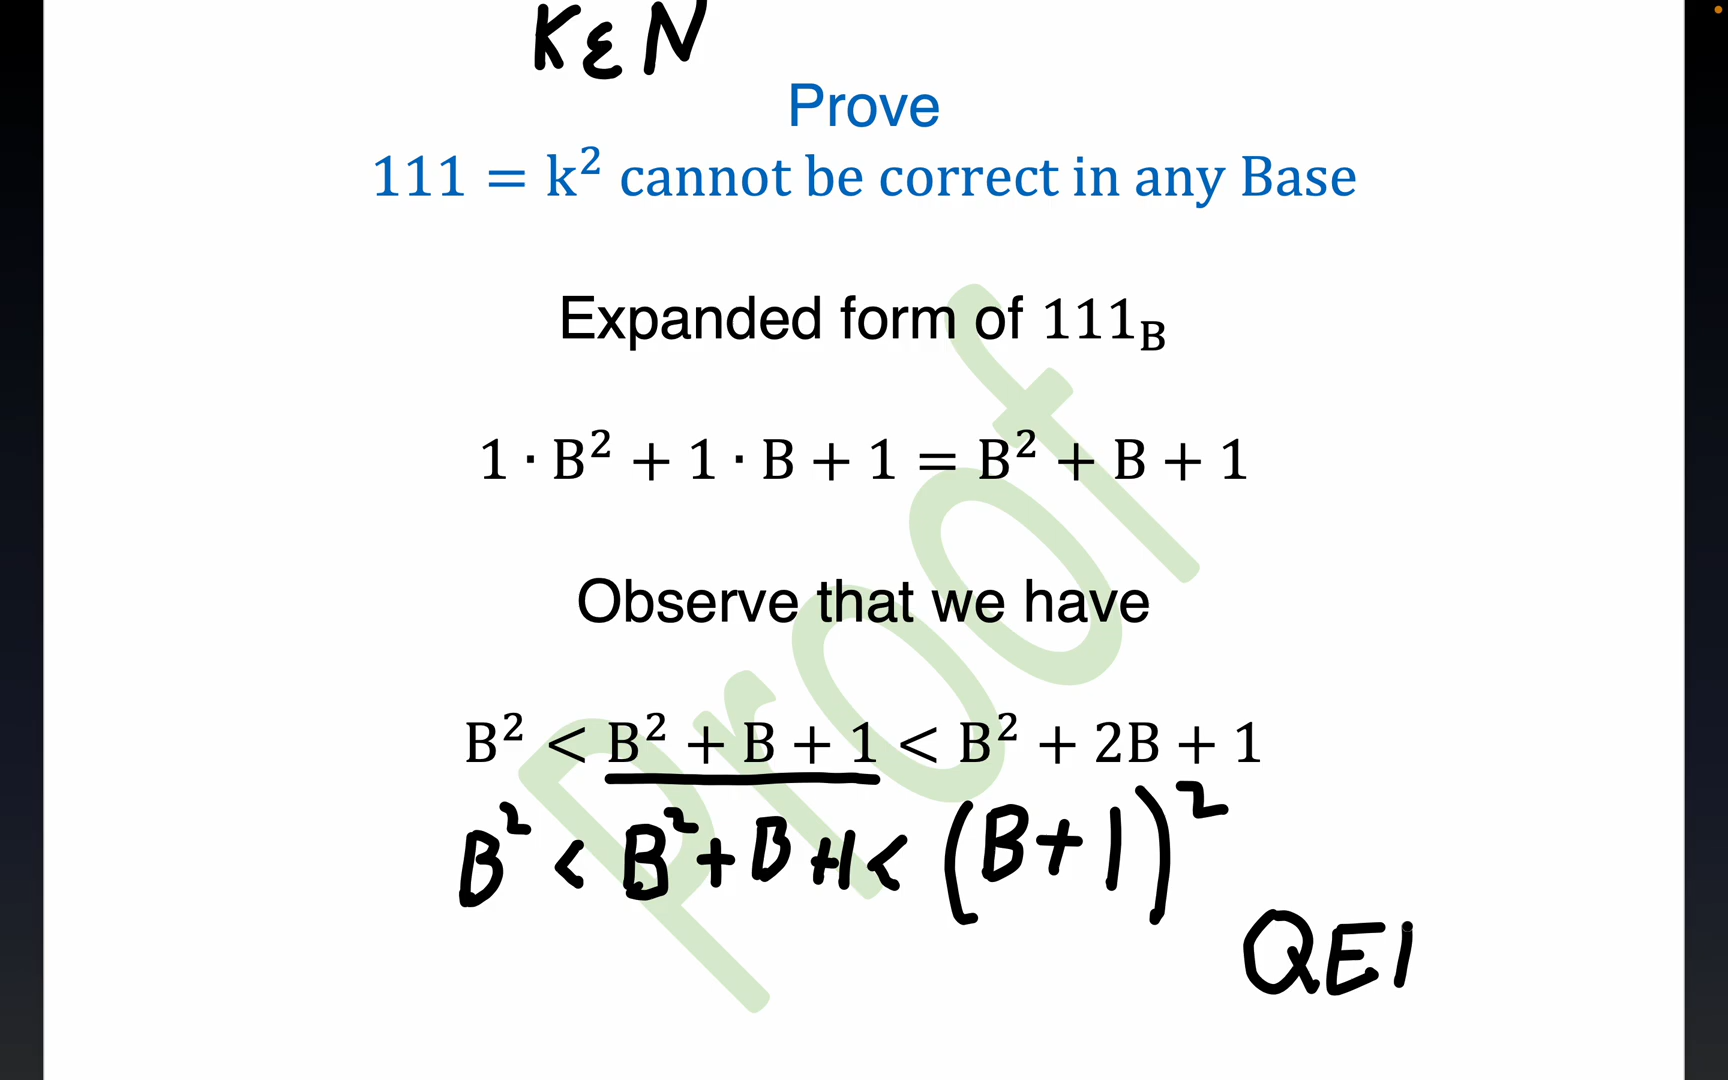 KεN
Prove
111 = k² cannot be correct in any Base
Expanded form of 111_B
1 · B² + 1 · B + 1 = B² + B + 1
Observe that we have
B² < B² + B + 1 < B² + 2B + 1
B² < B² + B + 1 < (B + 1)²
QEI
Proof